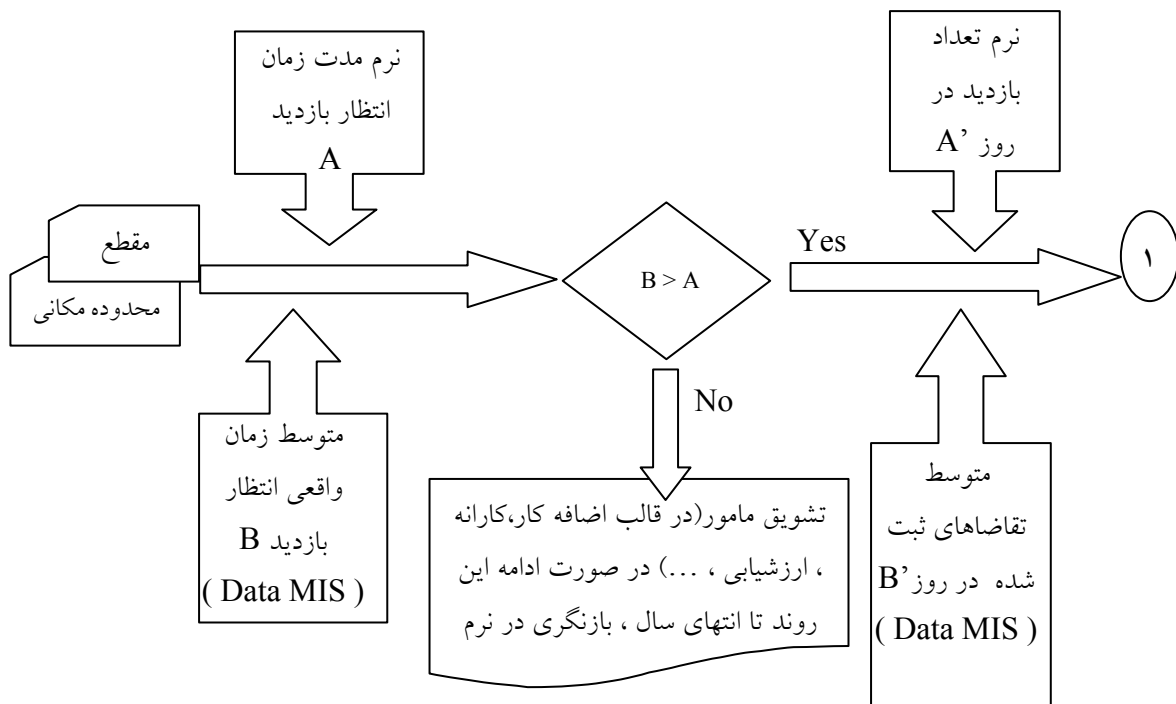 نرم مدت زمان
انتظار بازدید
A
نرم تعداد
بازدید در
روز A’
مقطع
محدوده مکانی
B > A
Yes
۱
No
متوسط زمان
واقعی انتظار
بازدید B
( Data MIS )
تشویق مامور(در قالب اضافه کار،کارانه
، ارزشیابی ، ...) در صورت ادامه این
روند تا انتهای سال ، بازنگری در نرم
متوسط
تقاضاهای ثبت
شده در روز B’
( Data MIS )